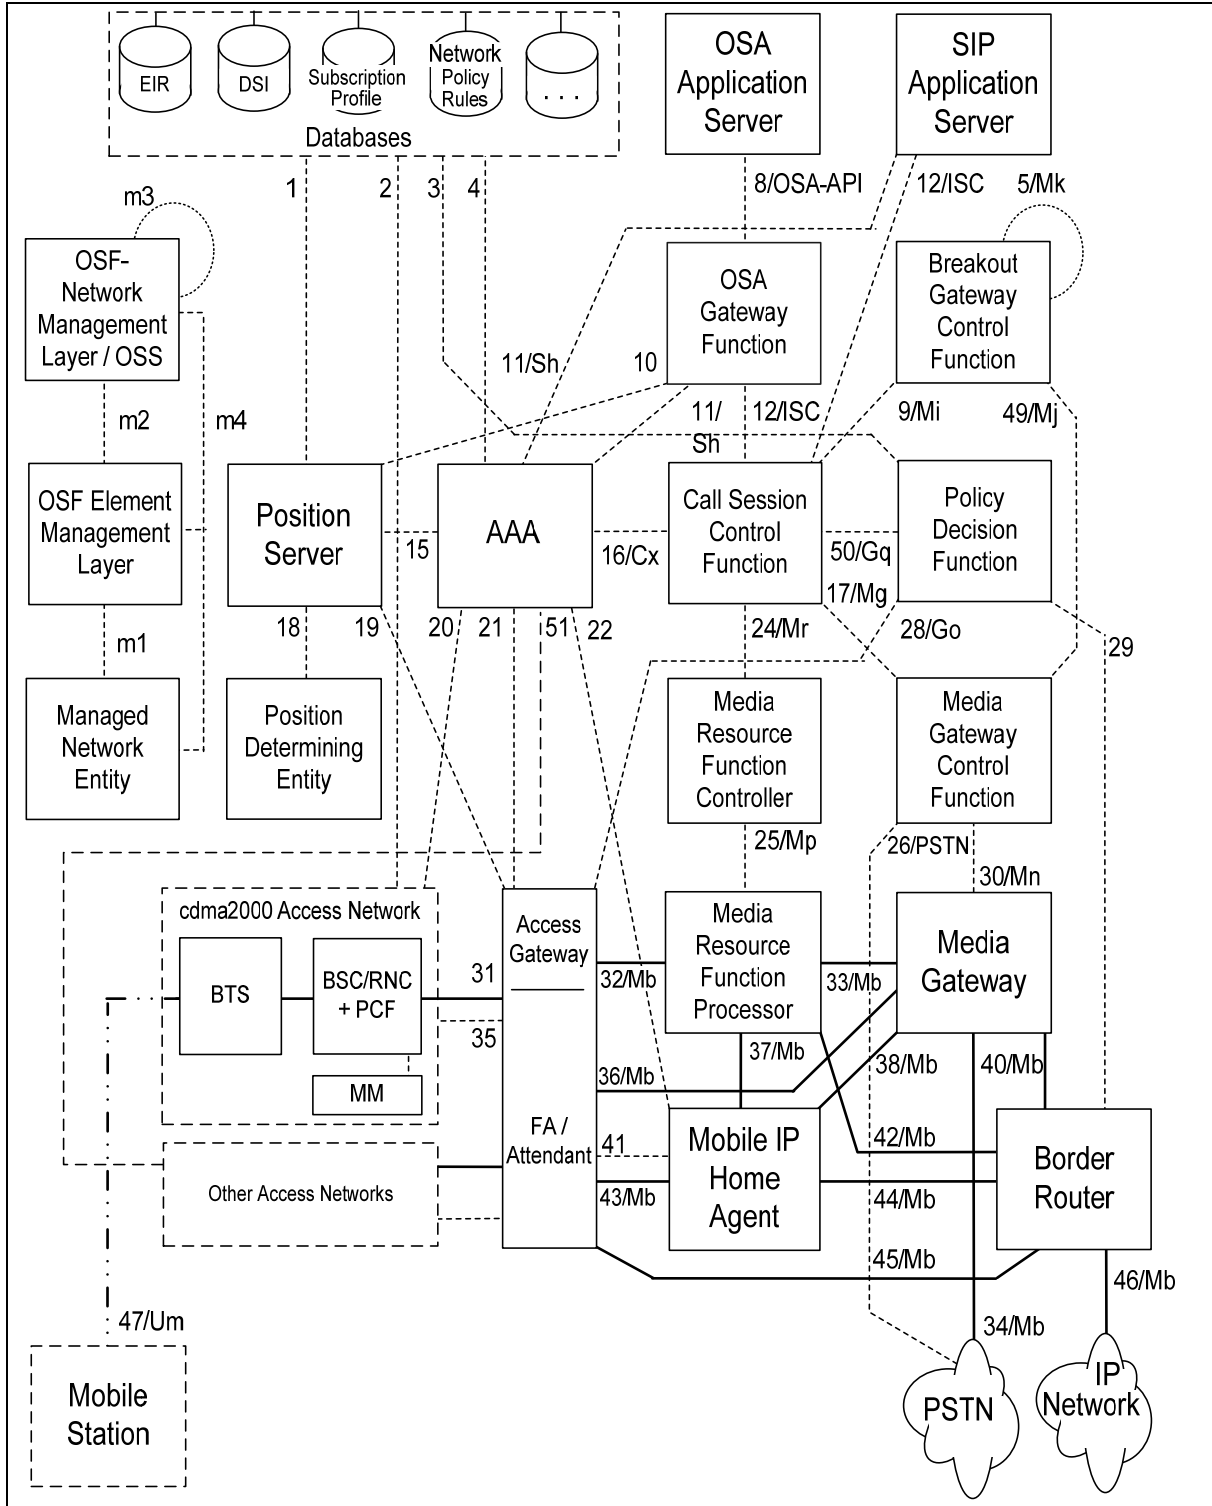 EIR
DSI
Subscription
Profile
Network
Policy
Rules
. . .
Databases
OSA
Application
Server
SIP
Application
Server
1
2
3
4
8/OSA-API
12/ISC
5/Mk
m3
OSF-
Network
Management
Layer / OSS
OSA
Gateway
Function
Breakout
Gateway
Control
Function
11/Sh
10
m2
m4
11/
Sh
12/ISC
9/Mi
49/Mj
OSF Element
Management
Layer
Position
Server
AAA
Call Session
Control
Function
Policy
Decision
Function
15
16/Cx
50/Gq
17/Mg
m1
18
19
20
21
51
22
24/Mr
28/Go
29
Managed
Network
Entity
Position
Determining
Entity
Media
Resource
Function
Controller
Media
Gateway
Control
Function
25/Mp
26/PSTN
30/Mn
cdma2000 Access Network
BTS
BSC/RNC
+ PCF
MM
31
35
Access
Gateway
FA /
Attendant
32/Mb
Media
Resource
Function
Processor
33/Mb
Media
Gateway
36/Mb
37/Mb
38/Mb
40/Mb
Other Access Networks
41
43/Mb
Mobile IP
Home
Agent
42/Mb
44/Mb
45/Mb
Border
Router
46/Mb
47/Um
34/Mb
Mobile
Station
PSTN
IP
Network